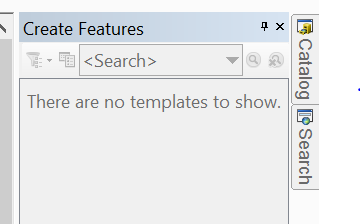 Create Features
<Search>
There are no templates to show.
Catalog
Search